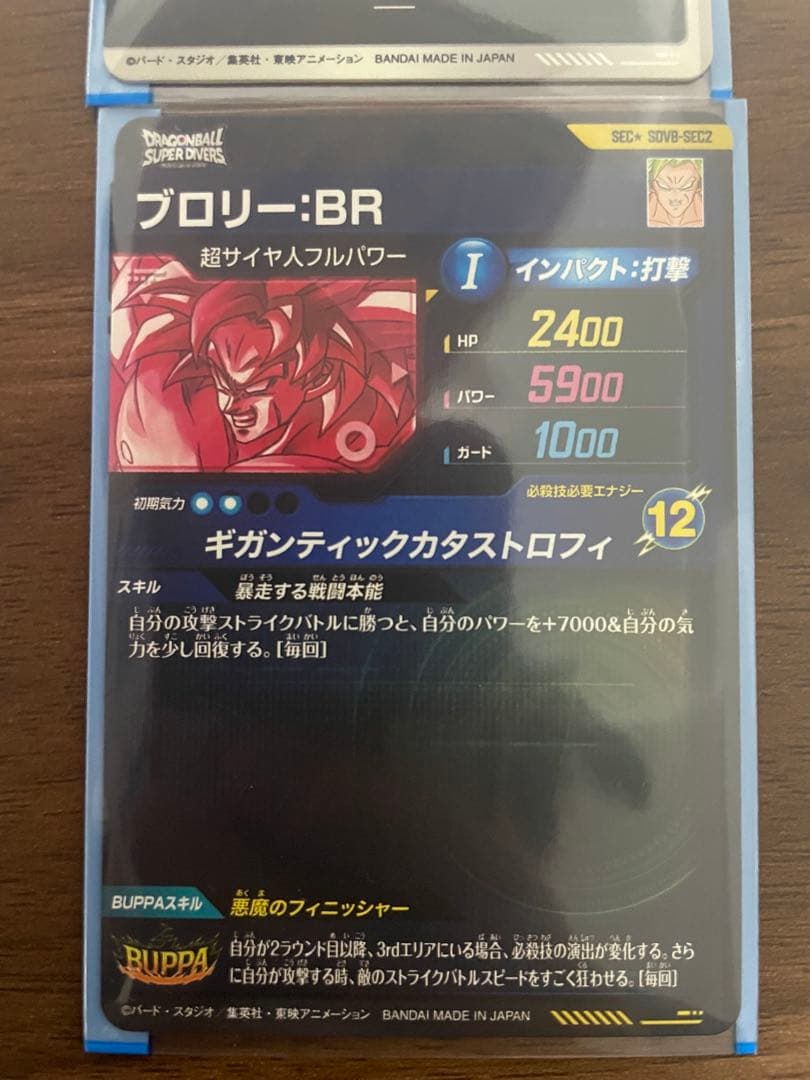 ©バード・スタジオ／集英社・東映アニメーション　BANDAI MADE IN JAPAN
DRAGONBALL
SUPER DIVERS
SEC★ SDVB-SEC2
ブロリー:BR
超サイヤ人フルパワー
I インパクト:打撃
HP 2400
パワー 5900
ガード 1000
初期気力
必殺技必要エナジー
12
ギガンティックカタストロフィ
スキル 暴走する戦闘本能
自分の攻撃ストライクバトルに勝つと、自分のパワーを+7000&自分の気
力を少し回復する。[毎回]
BUPPAスキル 悪魔のフィニッシャー
BUPPA
自分が2ラウンド目以降、3rdエリアにいる場合、必殺技の演出が変化する。さら
に自分が攻撃する時、敵のストライクバトルスピードをすごく狂わせる。[毎回]
©バード・スタジオ／集英社・東映アニメーション　BANDAI MADE IN JAPAN